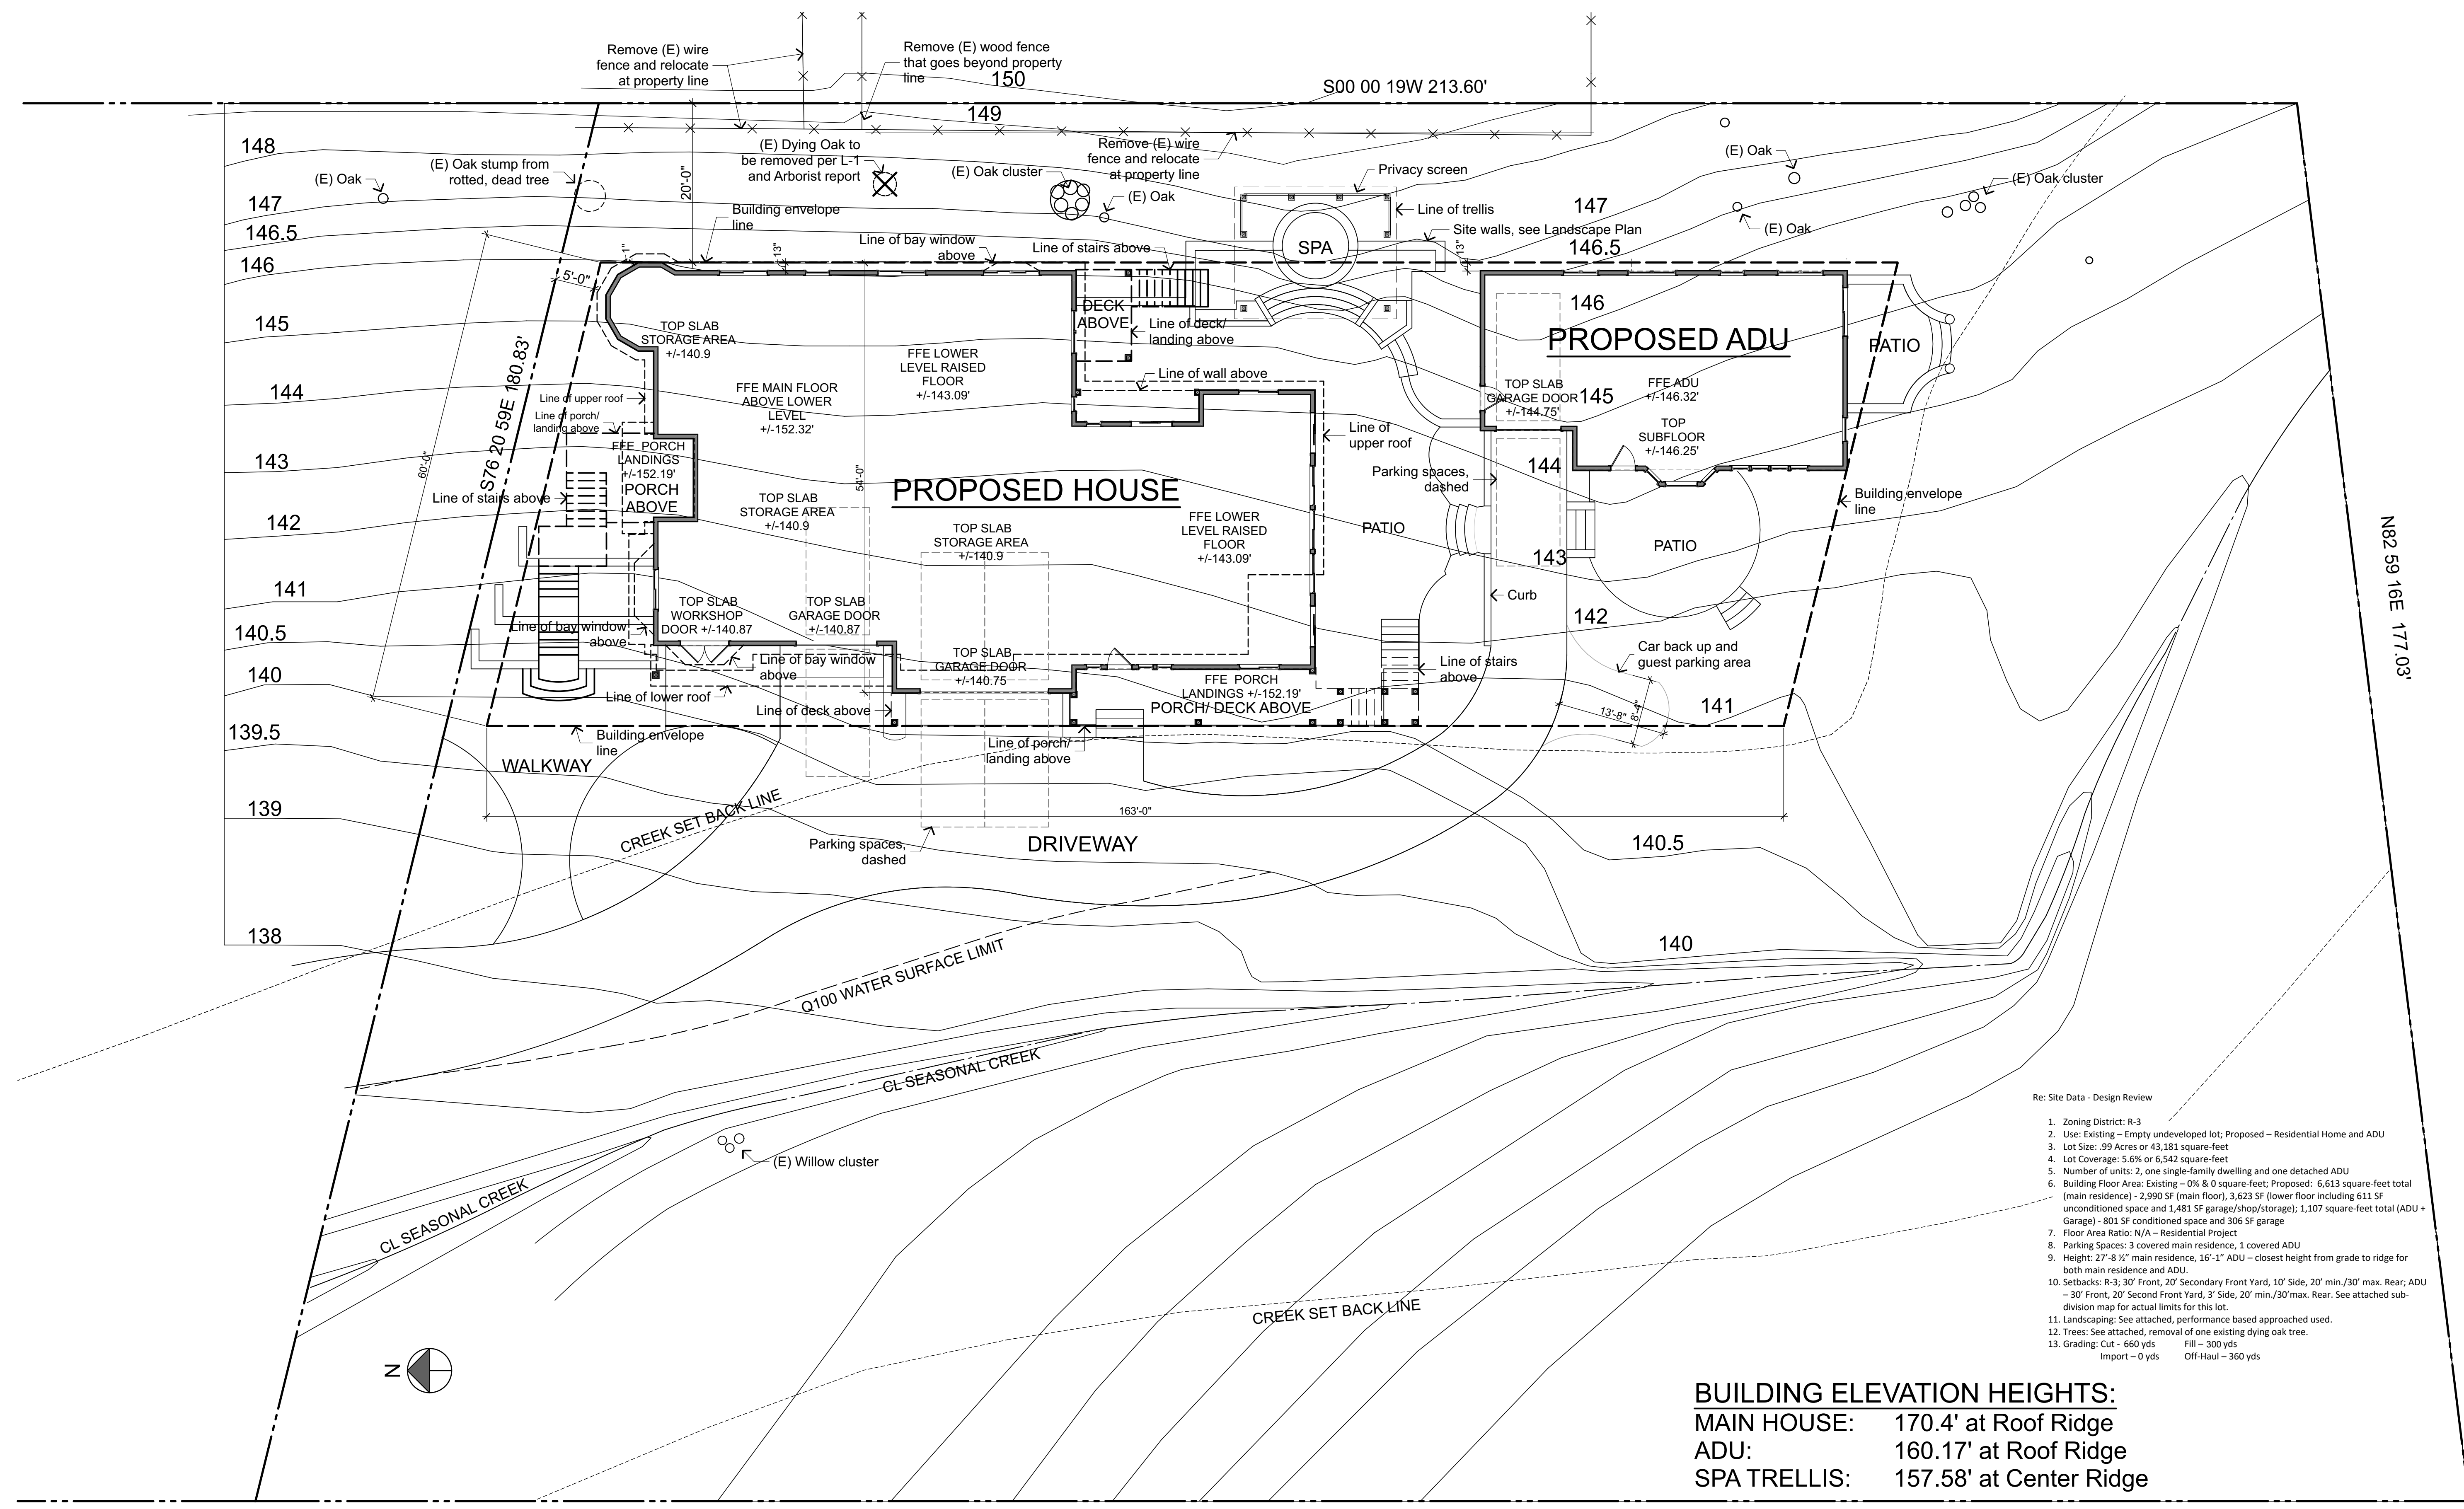 Remove (E) wire
fence and relocate
at property line
Remove (E) wood fence
that goes beyond property
line
150
S00 00 19W 213.60'
149
148
(E) Oak stump from
rotted, dead tree
(E) Oak
(E) Dying Oak to
be removed per L-1
and Arborist report
20'-0"
(E) Oak cluster
(E) Oak
Remove (E) wire
fence and relocate
at property line
Privacy screen
Line of trellis
Site walls, see Landscape Plan
(E) Oak
(E) Oak
(E) Oak cluster
147
147
146.5
146.5
146
146
Building envelope
line
Line of bay window
above
Line of stairs above
SPA
1"
13"
13"
5'-0"
145
TOP SLAB
STORAGE AREA
+/-140.9
DECK
ABOVE
Line of deck/
landing above
PROPOSED ADU
PATIO
S76 20 59E 180.83'
FFE LOWER
LEVEL RAISED
FLOOR
+/-143.09'
FFE MAIN FLOOR
ABOVE LOWER
LEVEL
+/-152.32'
Line of wall above
TOP SLAB
GARAGE DOOR
+/-144.75'
145
FFE ADU
+/-146.32'
TOP
SUBFLOOR
+/-146.25'
144
Line of upper roof
Line of porch/
landing above
143
60'-0"
FFE PORCH
LANDINGS
+/-152.19'
PORCH
ABOVE
Line of stairs above
Line of
upper roof
144
Parking spaces,
dashed
54'-0"
PROPOSED HOUSE
TOP SLAB
STORAGE AREA
+/-140.9
TOP SLAB
STORAGE AREA
+/-140.9
FFE LOWER
LEVEL RAISED
FLOOR
+/-143.09'
Building envelope
line
142
PATIO
PATIO
143
N82 59 16E 177.03'
141
140.5
TOP SLAB
WORKSHOP
DOOR +/-140.87
TOP SLAB
GARAGE DOOR
+/-140.87
Curb
142
Line of bay window
above
Line of bay window
above
TOP SLAB
GARAGE DOOR
+/-140.75
Line of stairs
above
Car back up and
guest parking area
140
Line of lower roof
Line of deck above
FFE PORCH
LANDINGS +/-152.19'
PORCH/ DECK ABOVE
13'-8"
8'-4"
141
139.5
Building envelope
line
Line of porch/
landing above
WALKWAY
139
CREEK SET BACK LINE
163'-0"
Parking spaces,
dashed
DRIVEWAY
140.5
138
140
Q100 WATER SURFACE LIMIT
CL SEASONAL CREEK
(E) Willow cluster
CL SEASONAL CREEK
CREEK SET BACK LINE
N
Re: Site Data - Design Review
1. Zoning District: R-3
2. Use: Existing – Empty undeveloped lot; Proposed – Residential Home and ADU
3. Lot Size: .99 Acres or 43,181 square-feet
4. Lot Coverage: 5.6% or 6,542 square-feet
5. Number of units: 2, one single-family dwelling and one detached ADU
6. Building Floor Area: Existing – 0% & 0 square-feet; Proposed: 6,613 square-feet total
(main residence) - 2,990 SF (main floor), 3,623 SF (lower floor including 611 SF
unconditioned space and 1,481 SF garage/shop/storage); 1,107 square-feet total (ADU +
Garage) - 801 SF conditioned space and 306 SF garage
7. Floor Area Ratio: N/A – Residential Project
8. Parking Spaces: 3 covered main residence, 1 covered ADU
9. Height: 27’-8 ½” main residence, 16’-1” ADU – closest height from grade to ridge for
both main residence and ADU.
10. Setbacks: R-3; 30’ Front, 20’ Secondary Front Yard, 10’ Side, 20’ min./30’ max. Rear; ADU
– 30’ Front, 20’ Second Front Yard, 3’ Side, 20’ min./30’max. Rear. See attached sub-
division map for actual limits for this lot.
11. Landscaping: See attached, performance based approached used.
12. Trees: See attached, removal of one existing dying oak tree.
13. Grading: Cut - 660 yds Fill – 300 yds
Import – 0 yds Off-Haul – 360 yds
BUILDING ELEVATION HEIGHTS:
MAIN HOUSE: 170.4' at Roof Ridge
ADU: 160.17' at Roof Ridge
SPA TRELLIS: 157.58' at Center Ridge